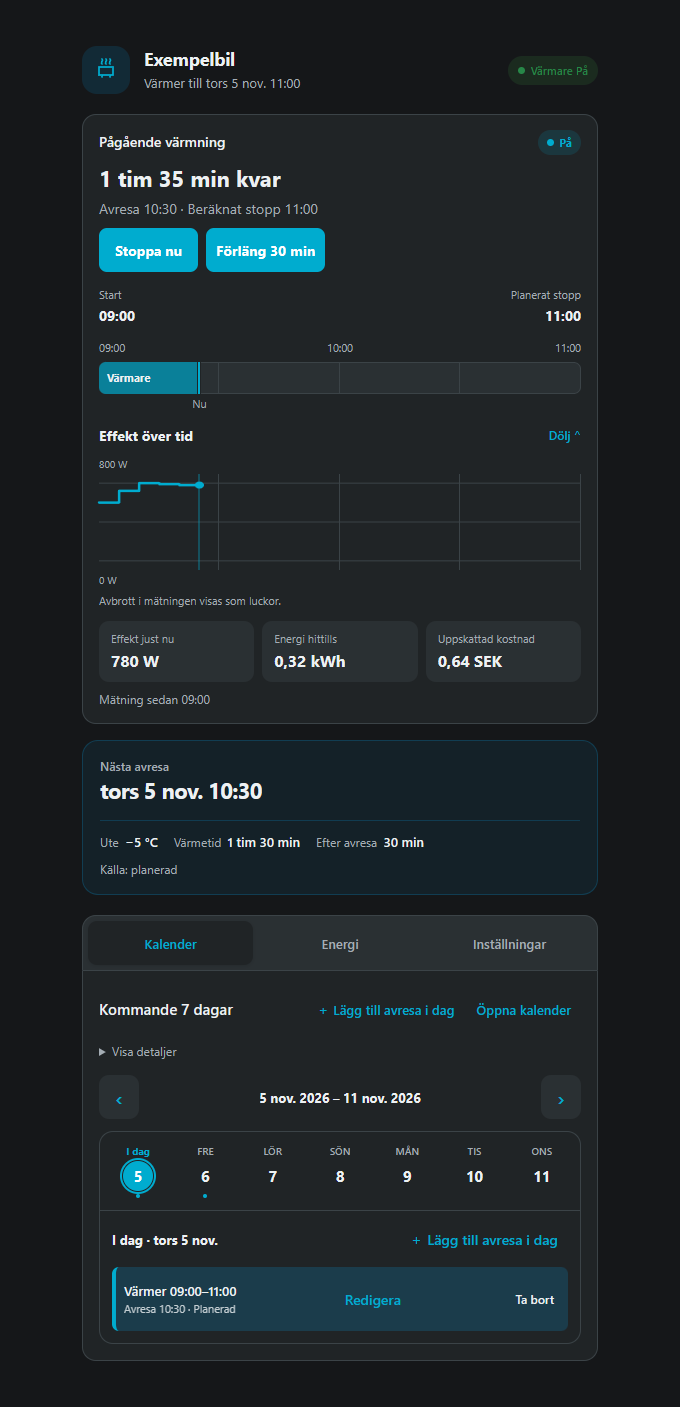 Exempelbil
Värmer till tors 5 nov. 11:00
Värmare På
Pågående värmning
På
1 tim 35 min kvar
Avresa 10:30 · Beräknat stopp 11:00
Stoppa nu
Förläng 30 min
Start
Planerat stopp
09:00
11:00
09:00
10:00
11:00
Värmare
Nu
Effekt över tid
Dölj ^
800 W
0 W
Avbrott i mätningen visas som luckor.
Effekt just nu
780 W
Energi hittills
0,32 kWh
Uppskattad kostnad
0,64 SEK
Mätning sedan 09:00
Nästa avresa
tors 5 nov. 10:30
Ute −5 °C Värmetid 1 tim 30 min Efter avresa 30 min
Källa: planerad
Kalender
Energi
Inställningar
Kommande 7 dagar
+ Lägg till avresa i dag
Öppna kalender
▶ Visa detaljer
‹
5 nov. 2026 – 11 nov. 2026
›
I dag FRE LÖR SÖN MÅN TIS ONS
5 6 7 8 9 10 11
I dag · tors 5 nov.
+ Lägg till avresa i dag
Värmer 09:00–11:00
Avresa 10:30 · Planerad
Redigera
Ta bort